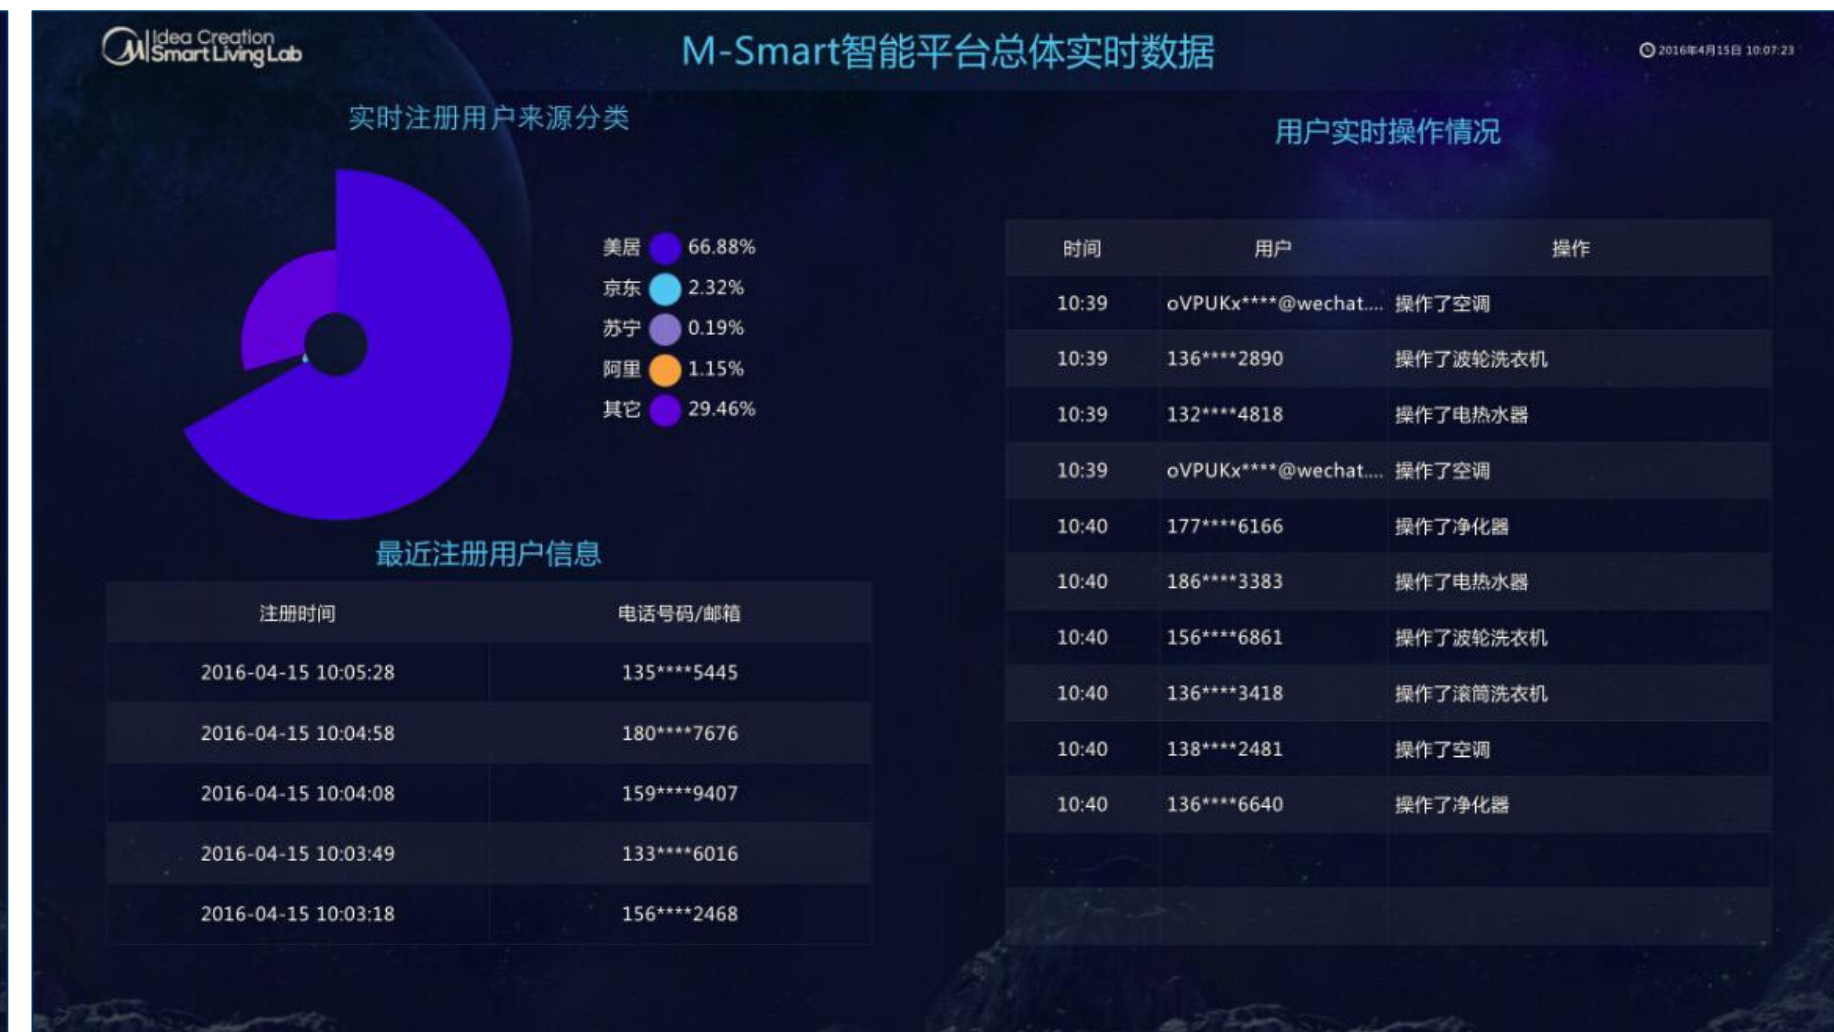 Idea Creation
Smart Living Lab
M-Smart智能平台总体实时数据
2016年4月15日 10:07:23
实时注册用户来源分类
美居 66.88%
京东 2.32%
苏宁 0.19%
阿里 1.15%
其它 29.46%
最近注册用户信息
注册时间 电话号码/邮箱
2016-04-15 10:05:28 135****5445
2016-04-15 10:04:58 180****7676
2016-04-15 10:04:08 159****9407
2016-04-15 10:03:49 133****6016
2016-04-15 10:03:18 156****2468
用户实时操作情况
时间 用户 操作
10:39 oVPUKx****@wechat.... 操作了空调
10:39 136****2890 操作了波轮洗衣机
10:39 132****4818 操作了电热水器
10:39 oVPUKx****@wechat.... 操作了空调
10:40 177****6166 操作了净化器
10:40 186****3383 操作了电热水器
10:40 156****6861 操作了波轮洗衣机
10:40 136****3418 操作了滚筒洗衣机
10:40 138****2481 操作了空调
10:40 136****6640 操作了净化器